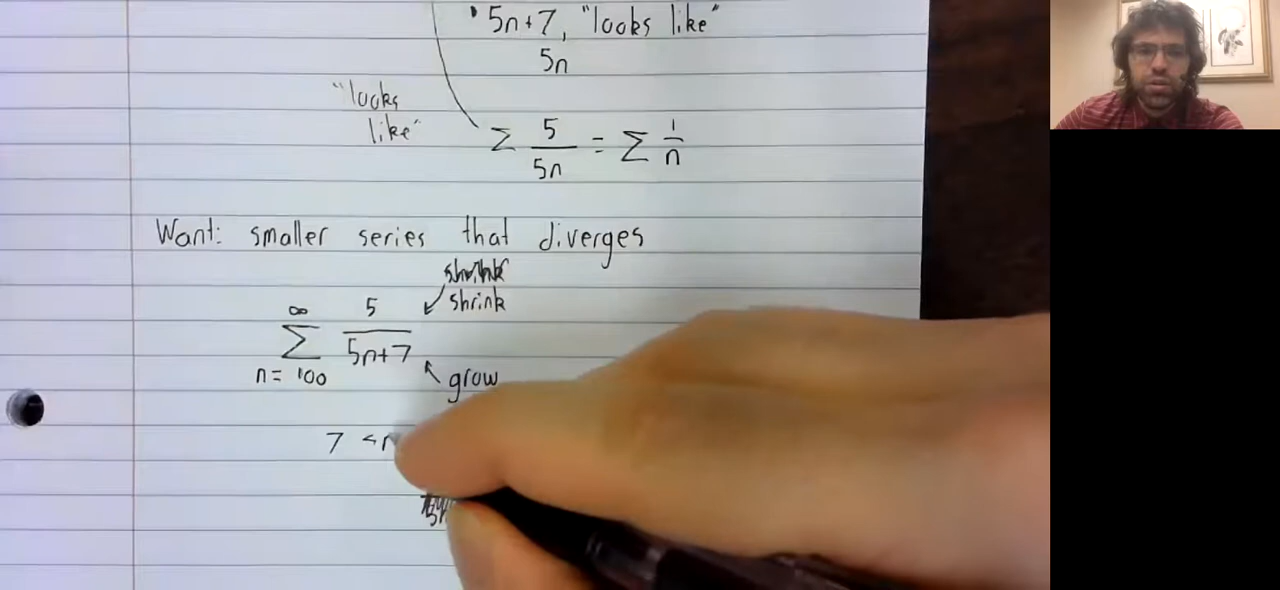 • 5n+7, "looks like"
5n
"looks
like"
Σ 5/5n = Σ 1/n
Want: smaller series that diverges
shrink
∞ Σ n=100 5/(5n+7)
shrink
grow
7 < n